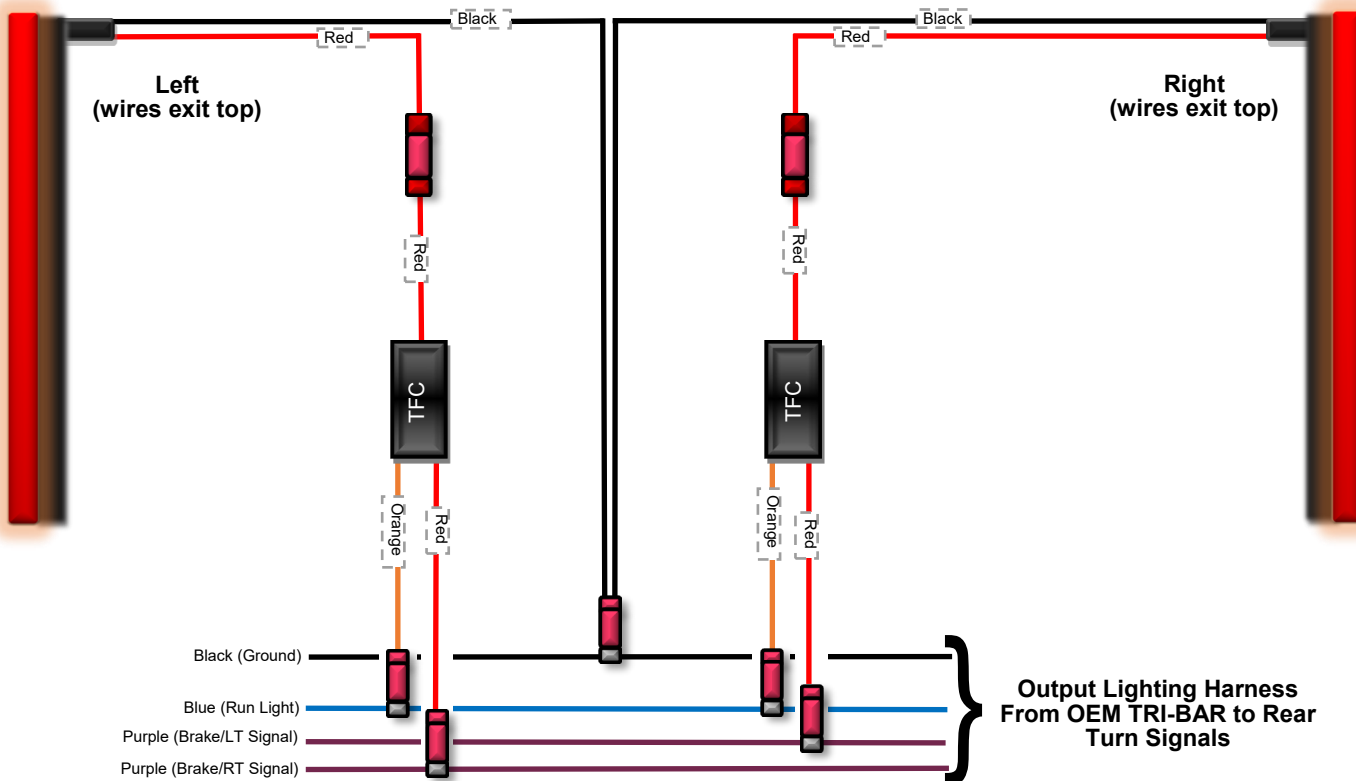 Black
Black
Red
Red
Left
(wires exit top)
Right
(wires exit top)
Red
Red
TFC
TFC
Orange
Red
Orange
Red
Black (Ground)
Blue (Run Light)
Purple (Brake/LT Signal)
Purple (Brake/RT Signal)
Output Lighting Harness
From OEM TRI-BAR to Rear
Turn Signals